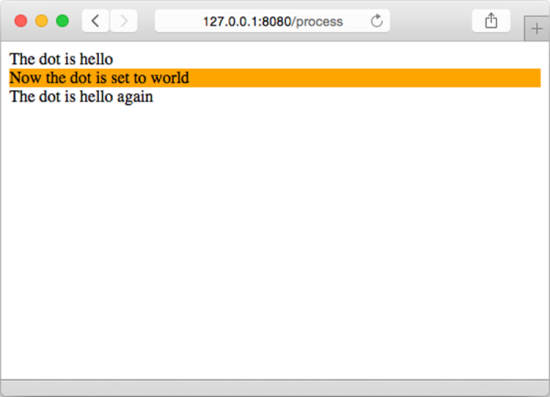 127.0.0.1:8080/process
The dot is hello
Now the dot is set to world
The dot is hello again